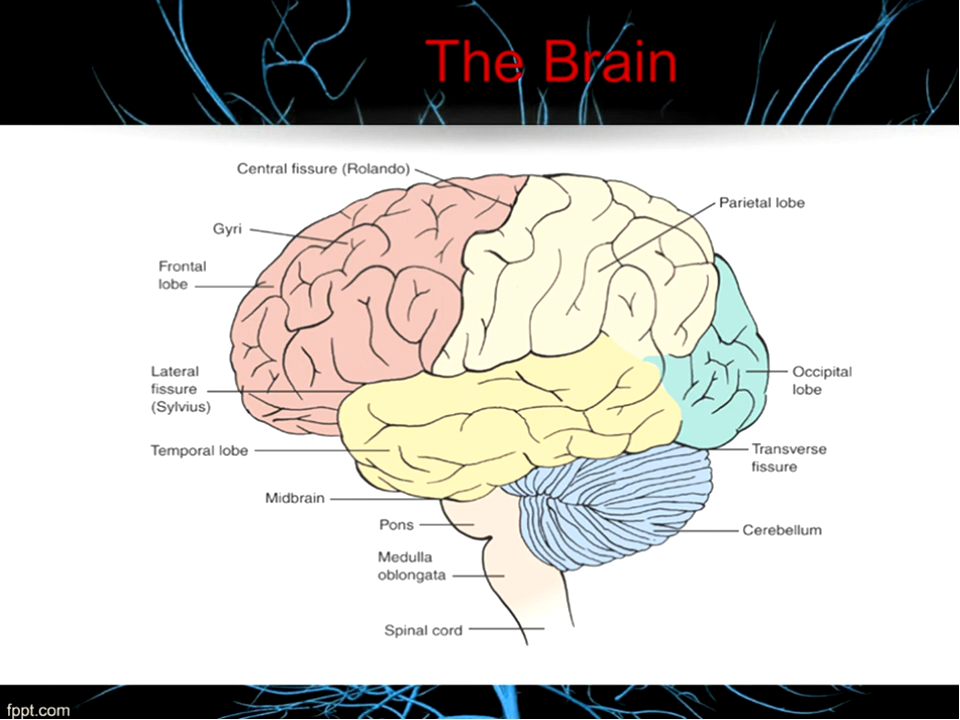 The Brain
Central fissure (Rolando)
Parietal lobe
Gyri
Frontal
lobe
Lateral
fissure
(Sylvius)
Occipital
lobe
Temporal lobe
Transverse
fissure
Midbrain
Pons
Cerebellum
Medulla
oblongata
Spinal cord
fppt.com